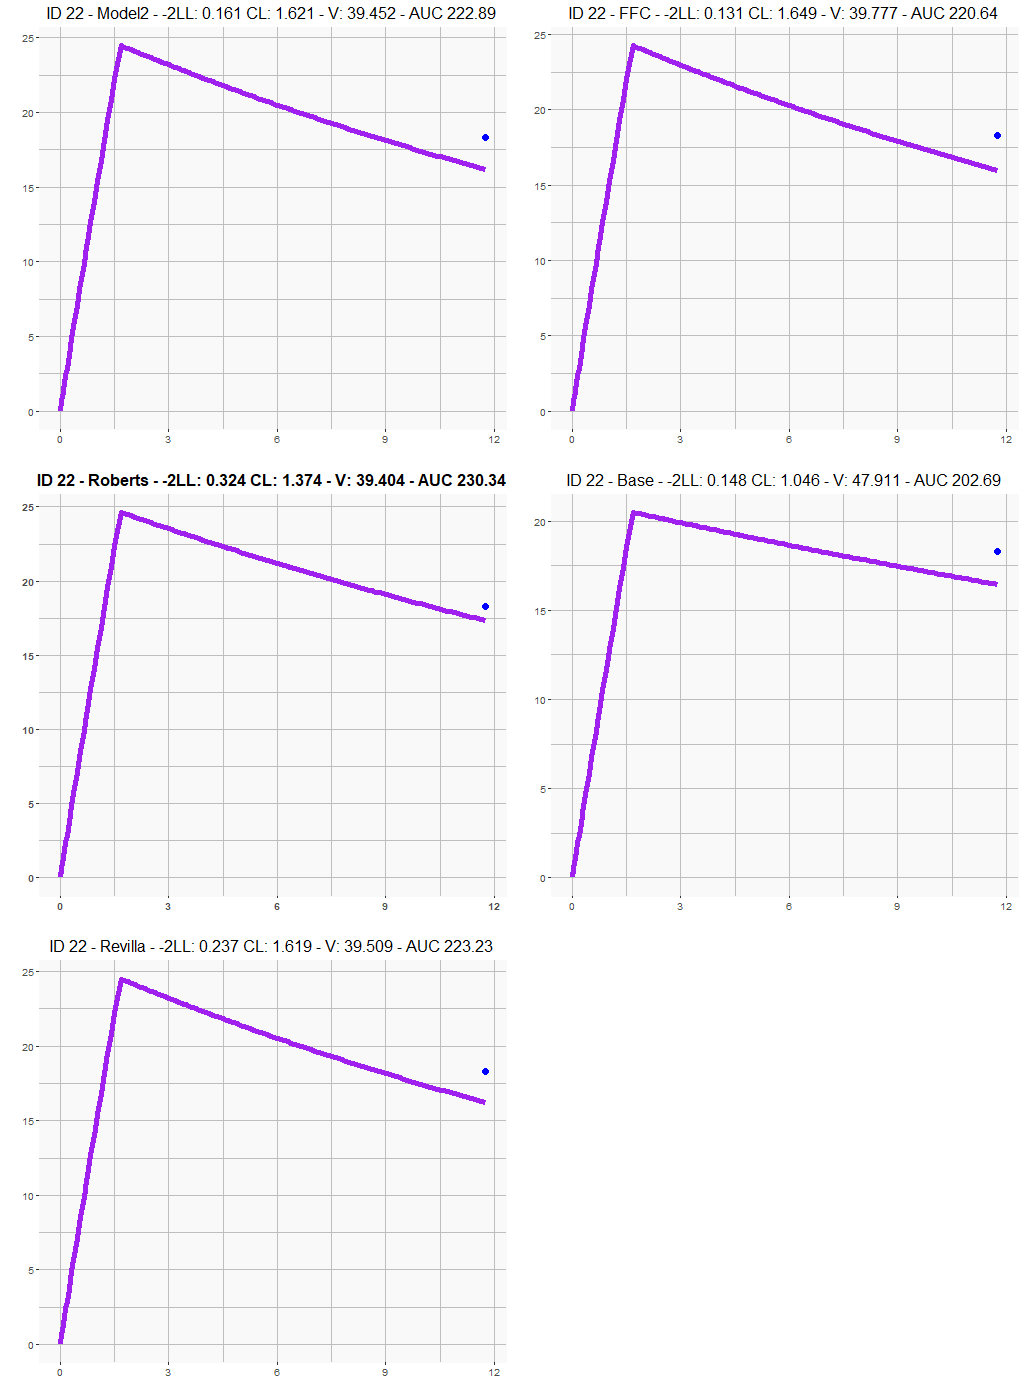 ID 22 - Model2 - -2LL: 0.161 CL: 1.621 - V: 39.452 - AUC 222.89
25
20
15
10
5
0
0 3 6 9 12
ID 22 - FFC - -2LL: 0.131 CL: 1.649 - V: 39.777 - AUC 220.64
25
20
15
10
5
0
0 3 6 9 12
ID 22 - Roberts - -2LL: 0.324 CL: 1.374 - V: 39.404 - AUC 230.34
25
20
15
10
5
0
0 3 6 9 12
ID 22 - Base - -2LL: 0.148 CL: 1.046 - V: 47.911 - AUC 202.69
20
15
10
5
0
0 3 6 9 12
ID 22 - Revilla - -2LL: 0.237 CL: 1.619 - V: 39.509 - AUC 223.23
25
20
15
10
5
0
0 3 6 9 12